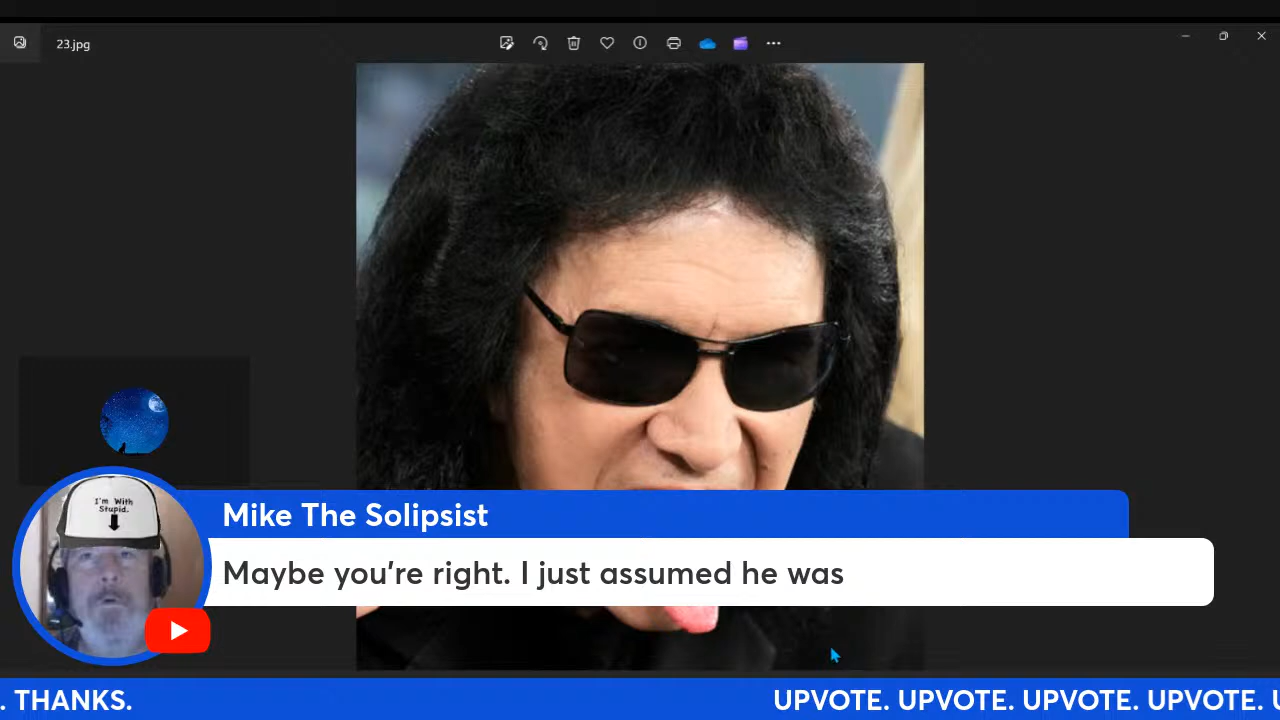 23.jpg
I'm With
Stupid.
Mike The Solipsist
Maybe you're right. I just assumed he was
. THANKS.
UPVOTE. UPVOTE. UPVOTE. UPVOTE. U